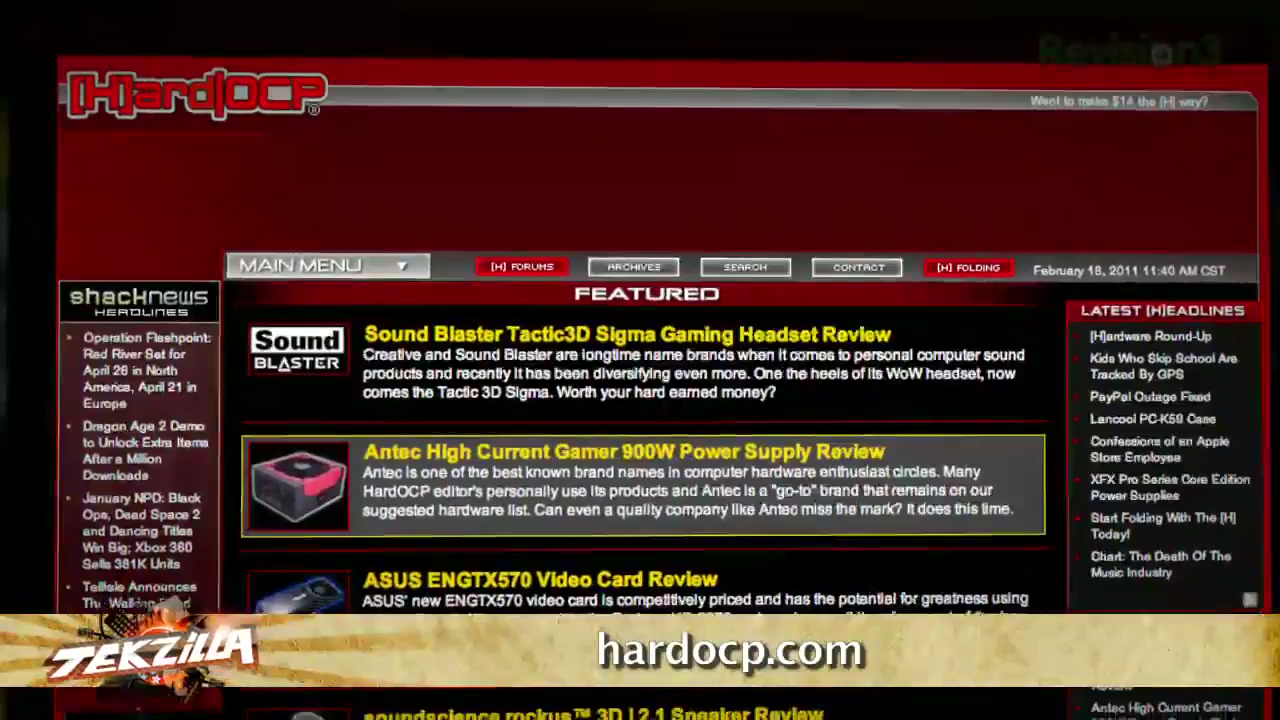 Revision3
[H]ard|OCP®
Want to make $14 the [H] way?
MAIN MENU
[H] FORUMS
ARCHIVES
SEARCH
CONTACT
[H] FOLDING
February 18, 2011 11:40 AM CST
shacknews
HEADLINES
Operation Flashpoint:
Red River Set for
April 26 in North
America, April 21 in
Europe
Dragon Age 2 Demo
to Unlock Extra Items
After a Million
Downloads
January NPD: Black
Ops, Dead Space 2
and Dancing Titles
Win Big; Xbox 360
Sells 381K Units
Telltale Announces
The Walking Dead
FEATURED
Sound BLASTER
Sound Blaster Tactic3D Sigma Gaming Headset Review
Creative and Sound Blaster are longtime name brands when it comes to personal computer sound
products and recently it has been diversifying even more. One the heels of its WoW headset, now
comes the Tactic 3D Sigma. Worth your hard earned money?
Antec High Current Gamer 900W Power Supply Review
Antec is one of the best known brand names in computer hardware enthusiast circles. Many
HardOCP editor's personally use its products and Antec is a "go-to" brand that remains on our
suggested hardware list. Can even a quality company like Antec miss the mark? It does this time.
ASUS ENGTX570 Video Card Review
ASUS' new ENGTX570 video card is competitively priced and has the potential for greatness using
soundscience rockus™ 3D | 2.1 Speaker Review
LATEST [H]EADLINES
[H]ardware Round-Up
Kids Who Skip School Are
Tracked By GPS
PayPal Outage Fixed
Lancool PC-K59 Case
Confessions of an Apple
Store Employee
XFX Pro Series Core Edition
Power Supplies
Start Folding With The [H]
Today!
Chart: The Death Of The
Music Industry
Review
Antec High Current Gamer
TEKZILLA
hardocp.com